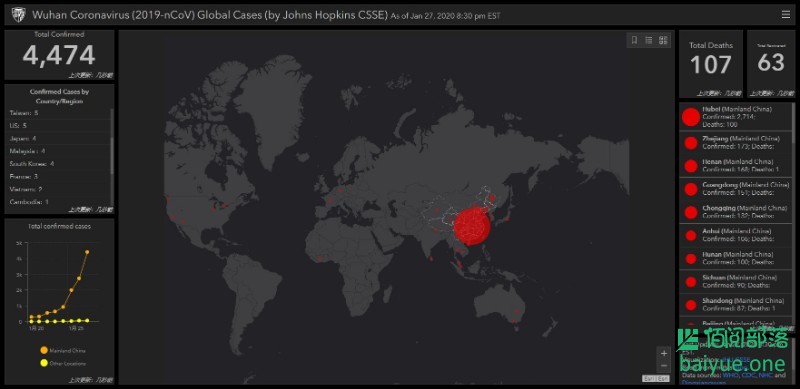 Wuhan Coronavirus (2019-nCoV) Global Cases (by Johns Hopkins CSSE) As of Jan 27, 2020 8:30 pm EST
Total Confirmed
4,474
上次更新: 几秒前
Confirmed Cases by
Country/Region
Taiwan: 5
US: 5
Japan: 4
Malaysia: 4
South Korea: 4
France: 3
Vietnam: 2
Cambodia: 1
上次更新: 几秒前
Total confirmed cases
5k
4k
3k
2k
1k
0
1月 20
1月 25
Mainland China
Other Locations
上次更新: 几秒前
Total Deaths
107
上次更新: 几秒前
Total Recovered
63
上次更新: 几秒前
Hubei (Mainland China)
Confirmed: 2,714;
Deaths: 100
Zhejiang (Mainland China)
Confirmed: 173; Deaths:
Henan (Mainland China)
Confirmed: 168; Deaths: 1
Guangdong (Mainland China)
Confirmed: 151; Deaths:
Chongqing (Mainland China)
Confirmed: 132; Deaths:
Anhui (Mainland China)
Confirmed: 106; Deaths:
Hunan (Mainland China)
Confirmed: 100; Deaths:
Sichuan (Mainland China)
Confirmed: 90; Deaths:
Shandong (Mainland China)
Confirmed: 87; Deaths: 1
Beijing
佰阅部落
baiyue.one
EST.
Data sources: WHO, CDC, NHC and
Dingxiangyuan
Esri | Esri